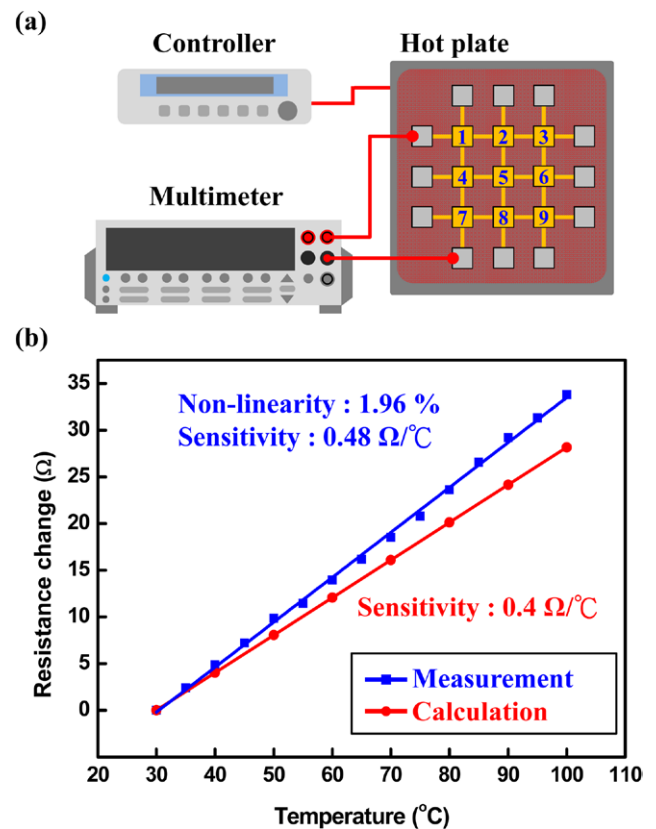 (a)
Controller
Hot plate
1 2 3
4 5 6
7 8 9
Multimeter
(b)
35
30
25
20
15
10
5
0
Resistance change (Ω)
Non-linearity : 1.96 %
Sensitivity : 0.48 Ω/℃
Sensitivity : 0.4 Ω/℃
Measurement
Calculation
20 30 40 50 60 70 80 90 100 110
Temperature (°C)